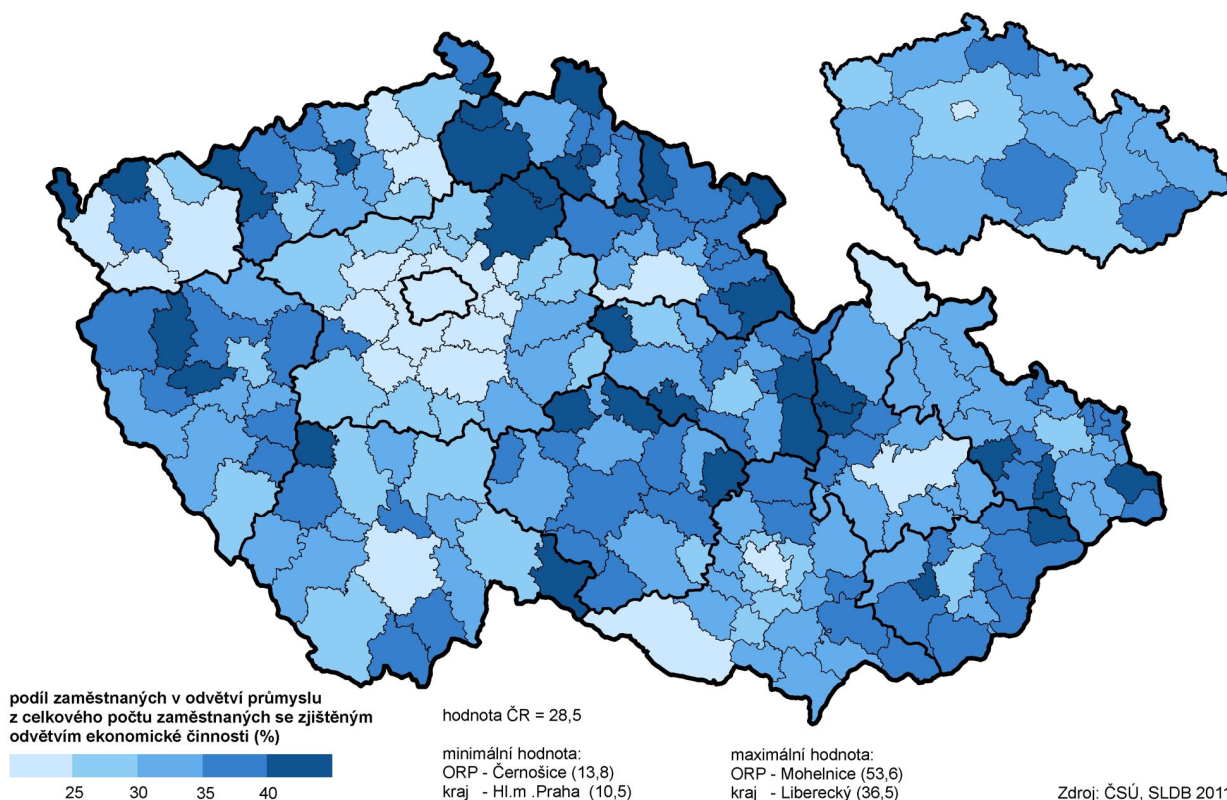 podíl zaměstnaných v odvětví průmyslu
z celkového počtu zaměstnaných se zjištěným
odvětvím ekonomické činnosti (%)
25 30 35 40
hodnota ČR = 28,5
minimální hodnota:
ORP - Černošice (13,8)
kraj - Hl.m .Praha (10,5)
maximální hodnota:
ORP - Mohelnice (53,6)
kraj - Liberecký (36,5)
Zdroj: ČSÚ, SLDB 2011